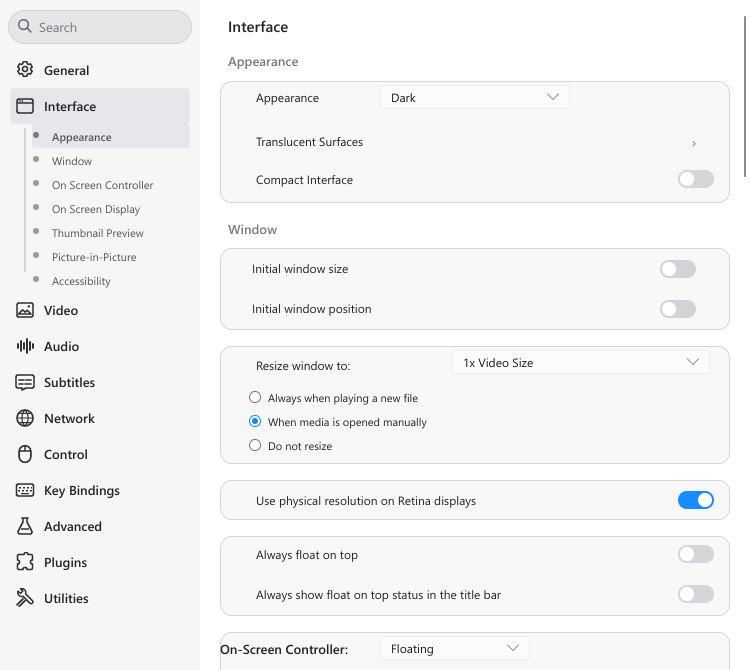 Search
General
Interface
Appearance
Window
On Screen Controller
On Screen Display
Thumbnail Preview
Picture-in-Picture
Accessibility
Video
Audio
Subtitles
Network
Control
Key Bindings
Advanced
Plugins
Utilities
Interface
Appearance
Appearance Dark
Translucent Surfaces
Compact Interface
Window
Initial window size
Initial window position
Resize window to: 1x Video Size
Always when playing a new file
When media is opened manually
Do not resize
Use physical resolution on Retina displays
Always float on top
Always show float on top status in the title bar
On-Screen Controller: Floating